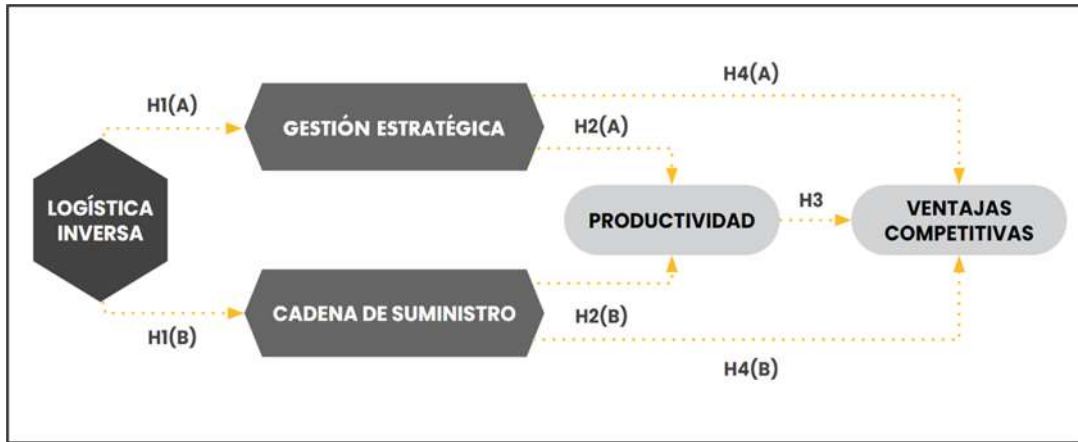 H4(A)
H1(A)
GESTIÓN ESTRATÉGICA
H2(A)
LOGÍSTICA
INVERSA
PRODUCTIVIDAD
H3
VENTAJAS
COMPETITIVAS
CADENA DE SUMINISTRO
H2(B)
H1(B)
H4(B)